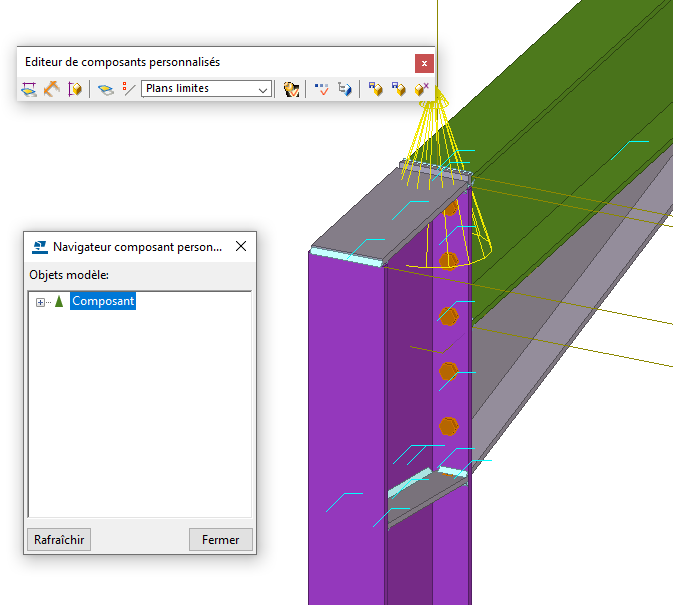 Editeur de composants personnalisés
x
Plans limites
Navigateur composant person...
Objets modèle:
Composant
Rafraîchir
Fermer